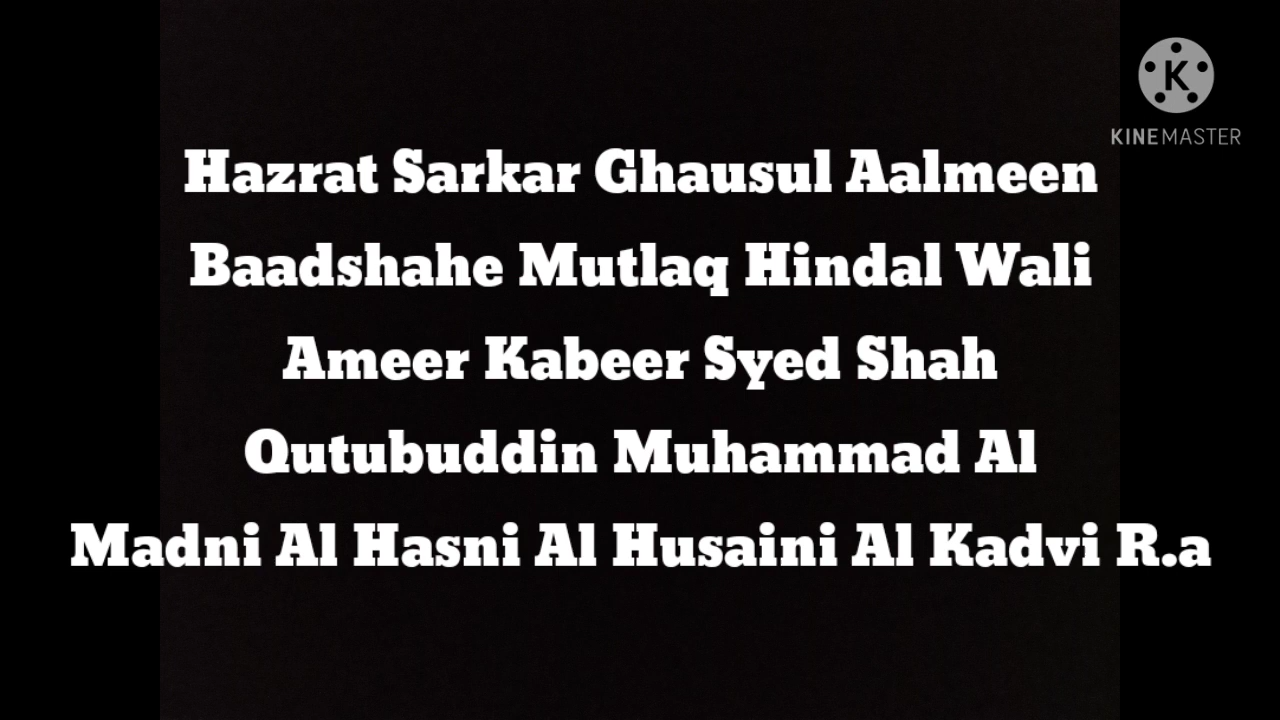 K
KINEMASTER
Hazrat Sarkar Ghausul Aalmeen
Baadshahe Mutlaq Hindal Wali
Ameer Kabeer Syed Shah
Qutubuddin Muhammad Al
Madni Al Hasni Al Husaini Al Kadvi R.a